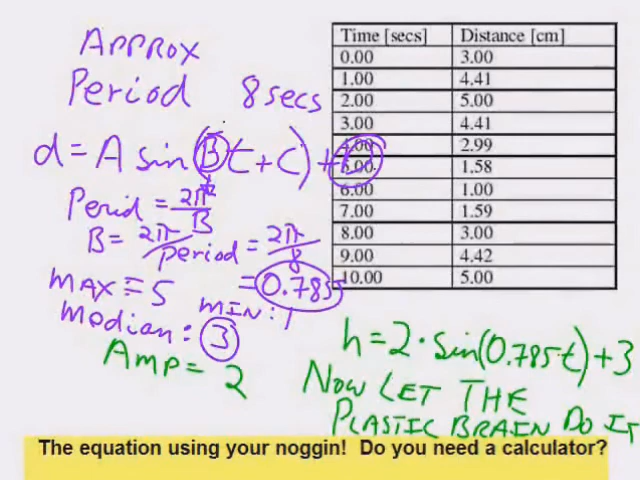 APPROX
Period 8 secs
d = A sin(Bt + C) + D
Period = 2π/B
B = 2π/period = 2π/8
= 0.785
MAX = 5
MIN: 1
median: 3
Amp = 2
Time [secs] Distance [cm]
0.00 3.00
1.00 4.41
2.00 5.00
3.00 4.41
4.00 2.99
5.00 1.58
6.00 1.00
7.00 1.59
8.00 3.00
9.00 4.42
10.00 5.00
h = 2 · sin(0.785t) + 3
NOW LET THE
PLASTIC BRAIN DO IT
The equation using your noggin! Do you need a calculator?